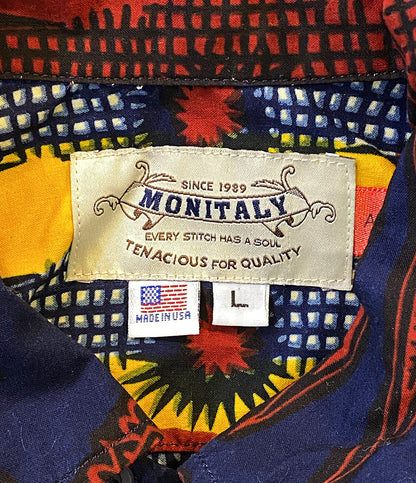 SINCE 1989
MONITALY
EVERY STITCH HAS A SOUL
TENACIOUS FOR QUALITY
MADE IN USA
L
A